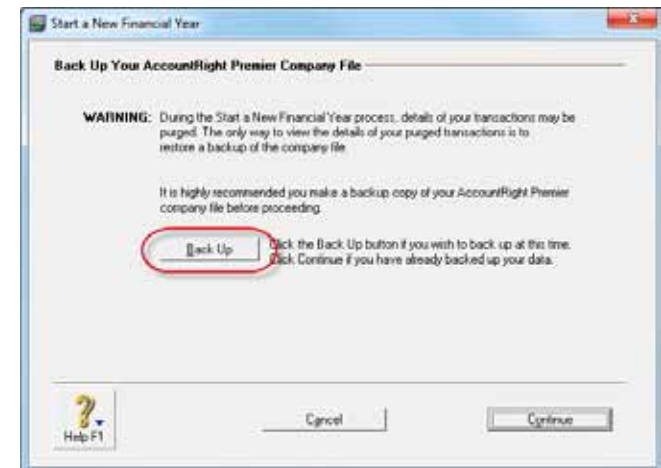 Start a New Financial Year
Back Up Your AccountRight Premier Company File
WARNING: During the Start a New Financial Year process, details of your transactions may be
purged. The only way to view the details of your purged transactions is to
restore a backup of the company file
It is highly recommended you make a backup copy of your AccountRight Premier
company file before proceeding.
Back Up
Click the Back Up button if you wish to back up at this time.
Click Continue if you have already backed up your data.
Help F1
Cancel
Continue